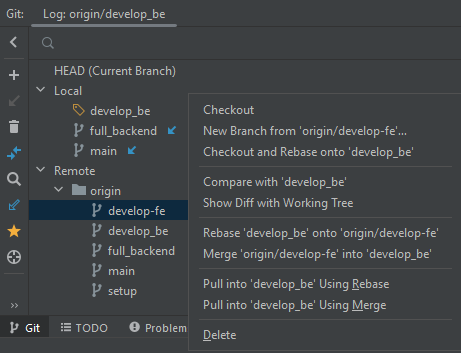 Git: Log: origin/develop_be
HEAD (Current Branch)
Local
develop_be
full_backend
main
Remote
origin
develop-fe
develop_be
full_backend
main
setup
Checkout
New Branch from 'origin/develop-fe'...
Checkout and Rebase onto 'develop_be'
Compare with 'develop_be'
Show Diff with Working Tree
Rebase 'develop_be' onto 'origin/develop-fe'
Merge 'origin/develop-fe' into 'develop_be'
Pull into 'develop_be' Using Rebase
Pull into 'develop_be' Using Merge
Delete
Git TODO Problem